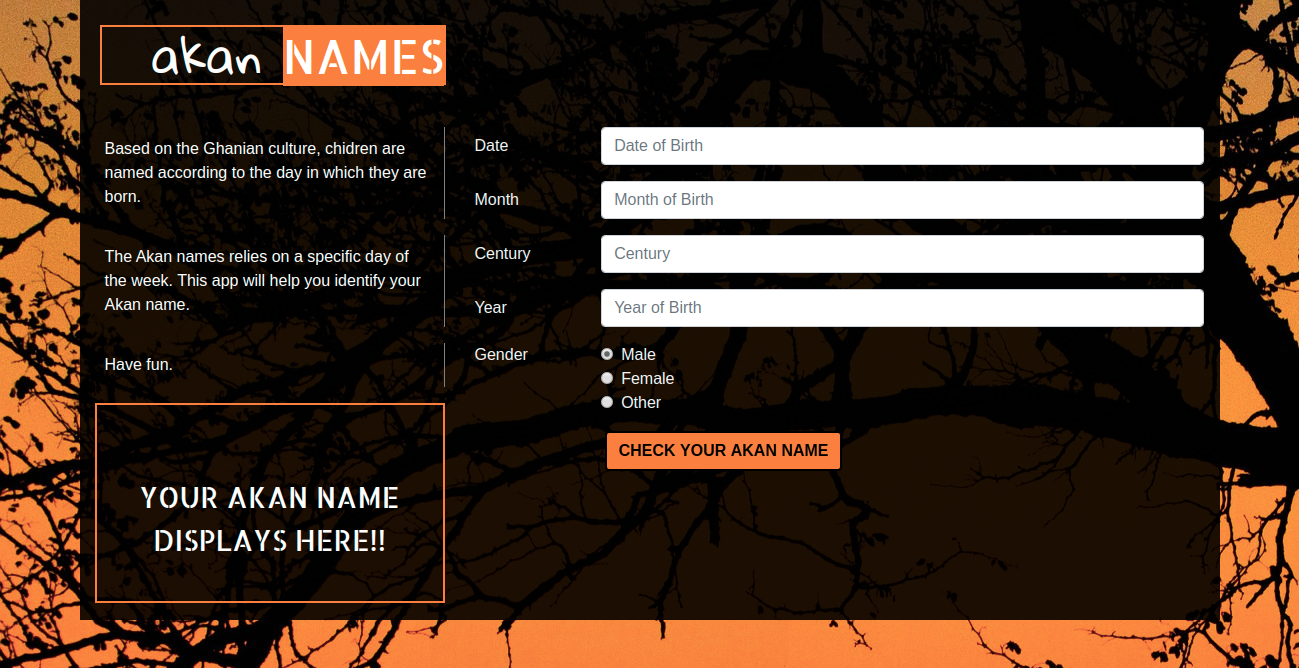 akan NAMES
Based on the Ghanian culture, chidren are
named according to the day in which they are
born.
The Akan names relies on a specific day of
the week. This app will help you identify your
Akan name.
Have fun.
YOUR AKAN NAME
DISPLAYS HERE!!
Date Date of Birth
Month Month of Birth
Century Century
Year Year of Birth
Gender Male
Female
Other
CHECK YOUR AKAN NAME